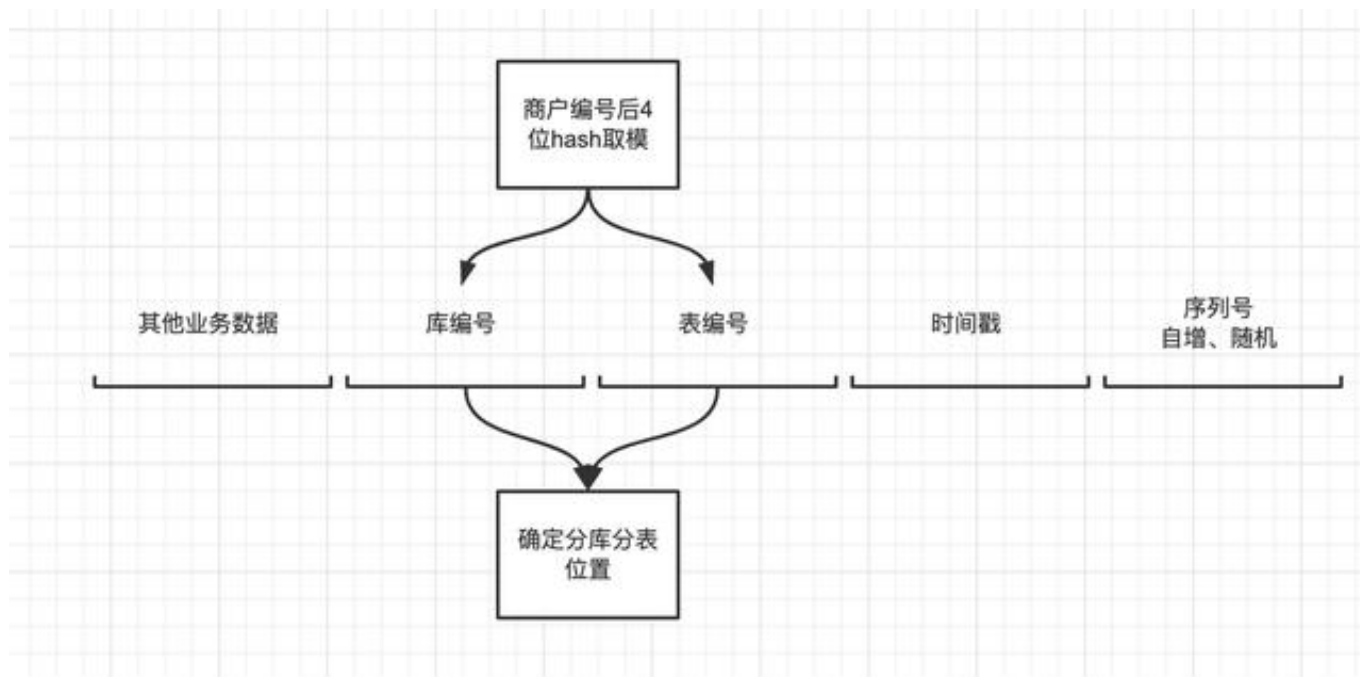 商户编号后4
位hash取模
其他业务数据
库编号
表编号
时间戳
序列号
自增、随机
确定分库分表
位置